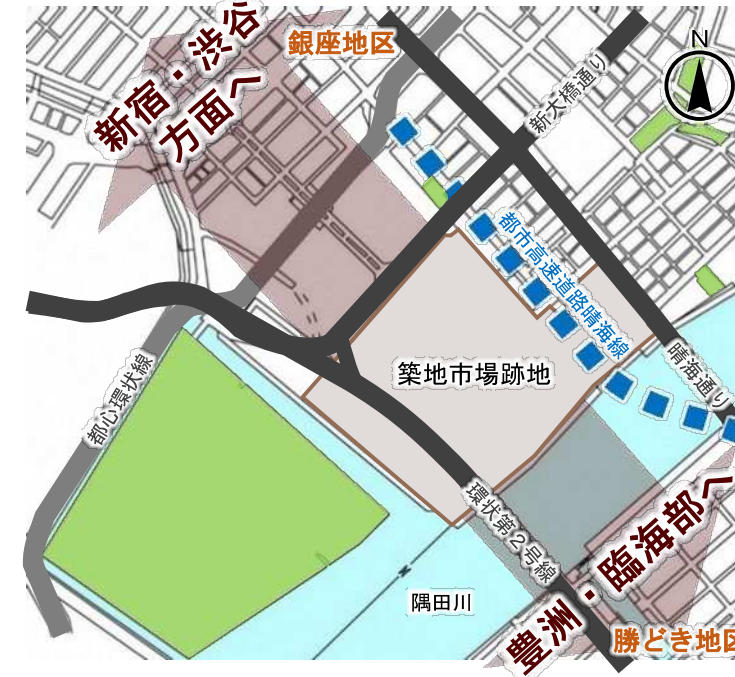 銀座地区
新宿・渋谷
方面へ
N
新大橋通り
都市高速道路晴海線
築地市場跡地
晴海通り
都心環状線
環状第2号線
隅田川
豊洲・臨海部へ
勝どき地区